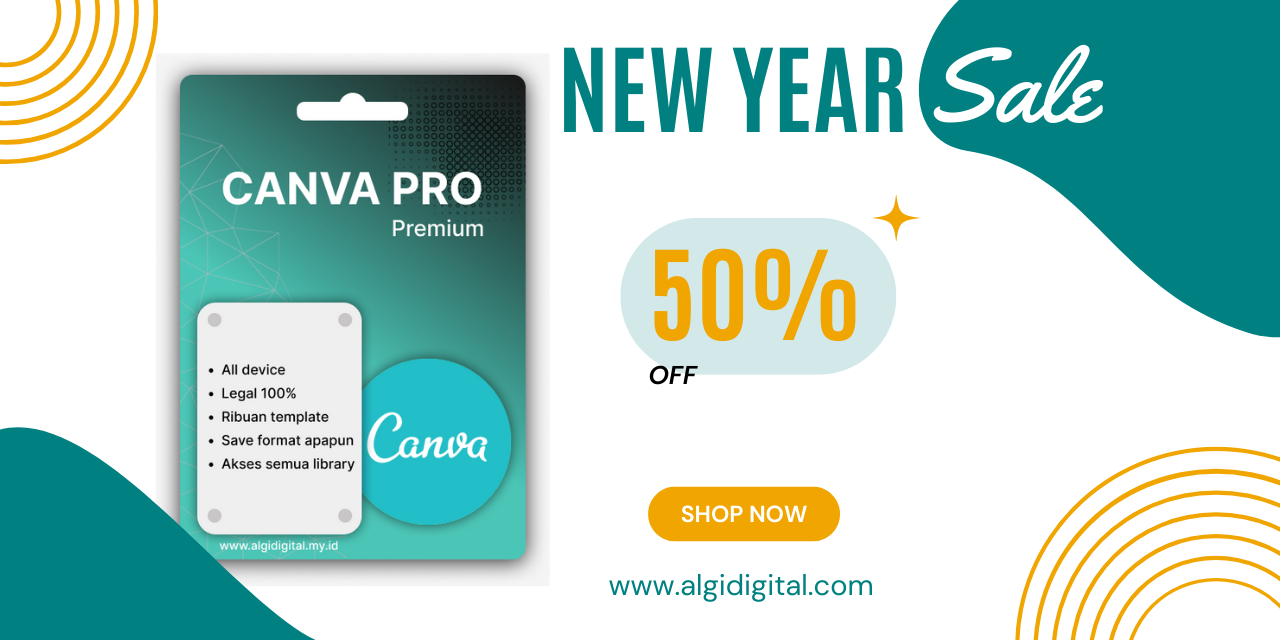 NEW YEAR Sale
CANVA PRO
Premium
• All device
• Legal 100%
• Ribuan template
• Save format apapun
• Akses semua library
Canva
www.algidigital.my.id
50%
OFF
SHOP NOW
www.algidigital.com